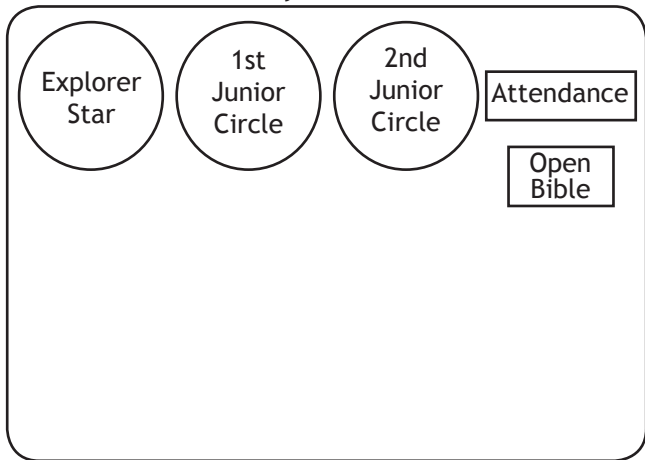 Explorer
Star
1st
Junior
Circle
2nd
Junior
Circle
Attendance
Open
Bible